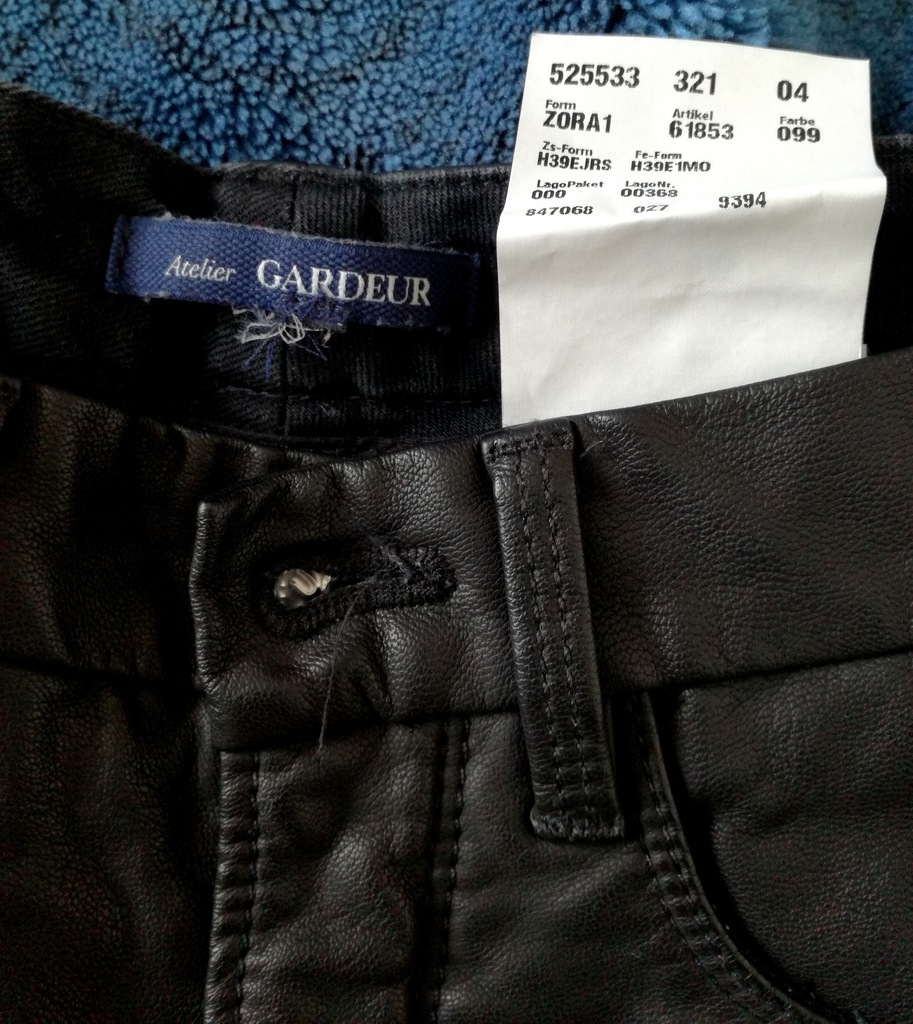 Atelier GARDEUR
525533 321 04
Form Artikel Farbe
ZORA1 61853 099
Zs-Form Fe-Form
H39EJRS H39E1MO
LagoPaket LagoNr.
000 00368
847068 027 9394